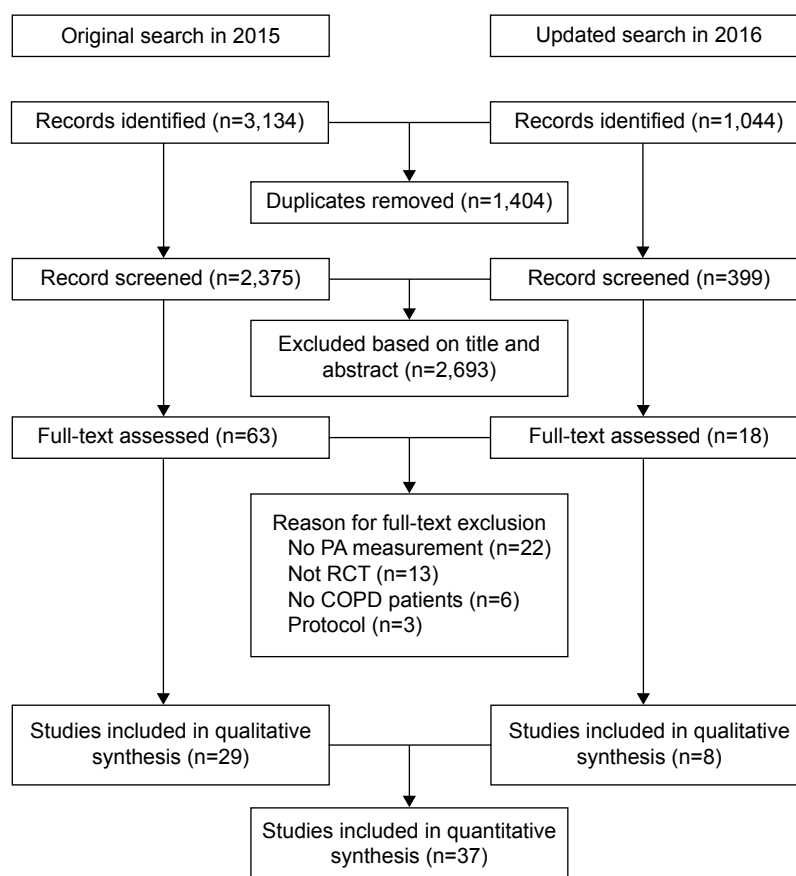 Original search in 2015
Updated search in 2016
Records identified (n=3,134)
Records identified (n=1,044)
Duplicates removed (n=1,404)
Record screened (n=2,375)
Record screened (n=399)
Excluded based on title and
abstract (n=2,693)
Full-text assessed (n=63)
Full-text assessed (n=18)
Reason for full-text exclusion
No PA measurement (n=22)
Not RCT (n=13)
No COPD patients (n=6)
Protocol (n=3)
Studies included in qualitative
synthesis (n=29)
Studies included in qualitative
synthesis (n=8)
Studies included in quantitative
synthesis (n=37)